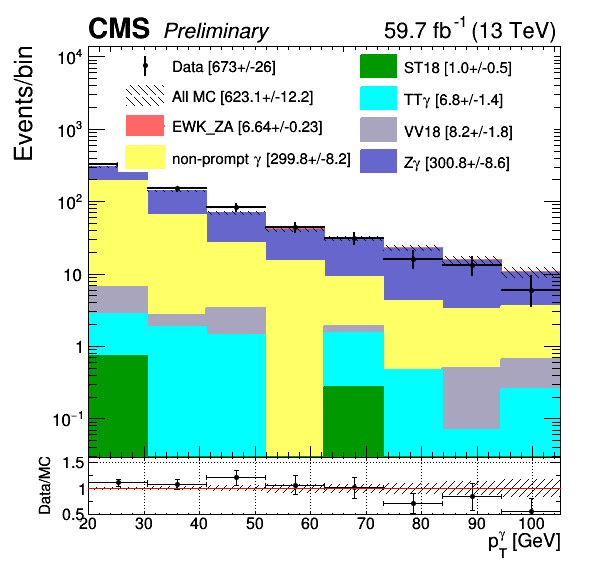 CMS Preliminary 59.7 fb⁻¹ (13 TeV)
Events/bin
10⁴
10³
10²
10
1
10⁻¹
Data [673+/-26]
All MC [623.1+/-12.2]
EWK_ZA [6.64+/-0.23]
non-prompt γ [299.8+/-8.2]
ST18 [1.0+/-0.5]
TTγ [6.8+/-1.4]
VV18 [8.2+/-1.8]
Zγ [300.8+/-8.6]
Data/MC
1.5
1
0.5
20 30 40 50 60 70 80 90 100
p_T^γ [GeV]